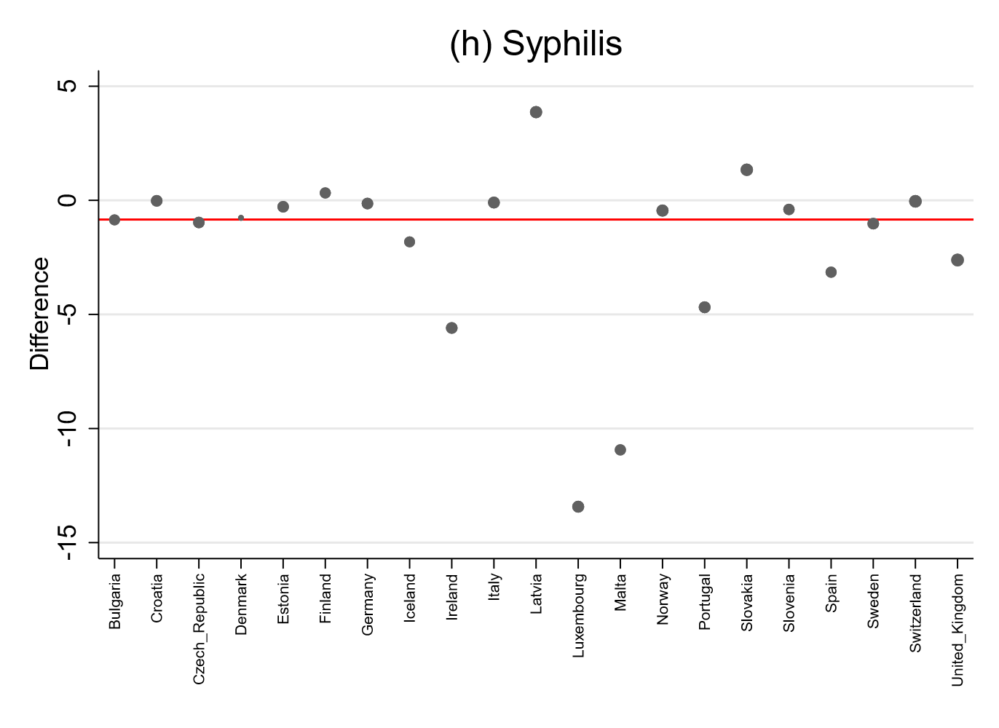 (h) Syphilis
Difference
5
0
-5
-10
-15
Bulgaria
Croatia
Czech_Republic
Denmark
Estonia
Finland
Germany
Iceland
Ireland
Italy
Latvia
Luxembourg
Malta
Norway
Portugal
Slovakia
Slovenia
Spain
Sweden
Switzerland
United_Kingdom